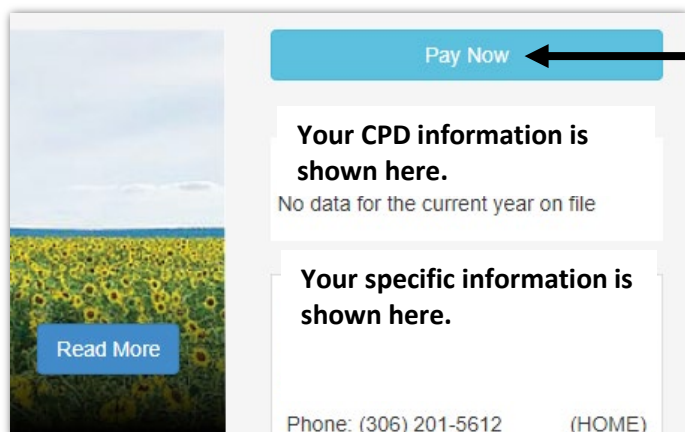 Pay Now
Your CPD information is
shown here.
No data for the current year on file
Your specific information is
shown here.
Read More
Phone: (306) 201-5612 (HOME)